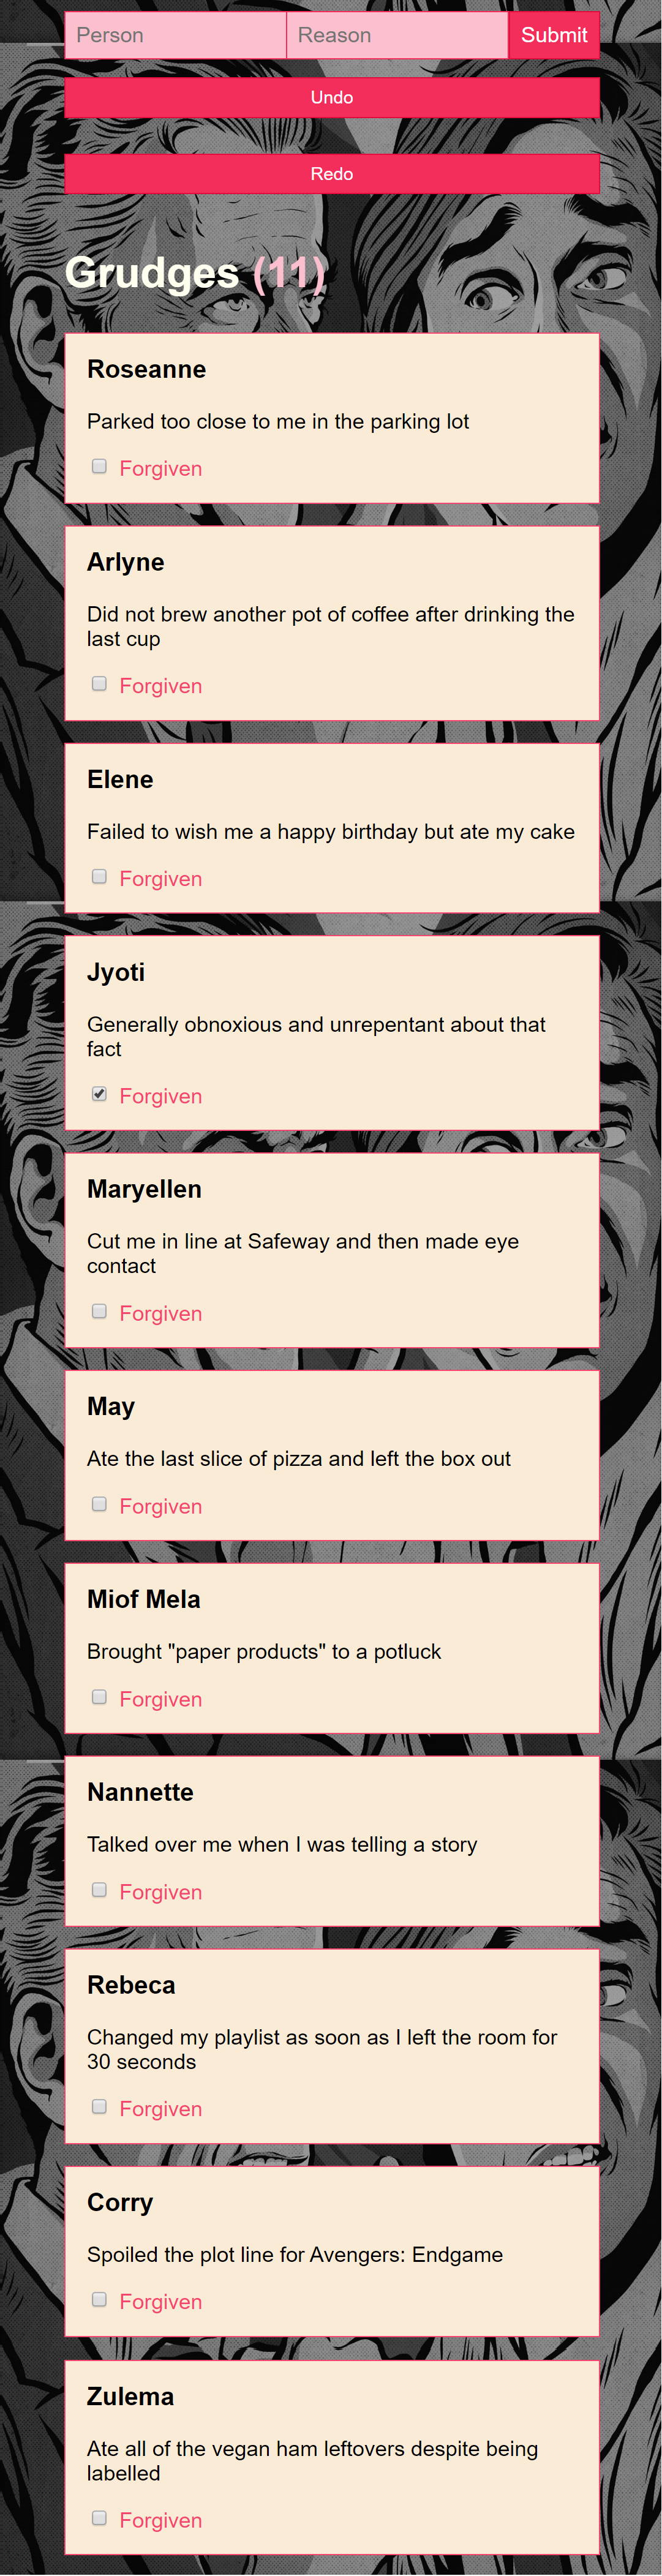 Person Reason Submit
Undo
Redo
Grudges (11)
Roseanne
Parked too close to me in the parking lot
Forgiven
Arlyne
Did not brew another pot of coffee after drinking the
last cup
Forgiven
Elene
Failed to wish me a happy birthday but ate my cake
Forgiven
Jyoti
Generally obnoxious and unrepentant about that
fact
Forgiven
Maryellen
Cut me in line at Safeway and then made eye
contact
Forgiven
May
Ate the last slice of pizza and left the box out
Forgiven
Miof Mela
Brought "paper products" to a potluck
Forgiven
Nannette
Talked over me when I was telling a story
Forgiven
Rebeca
Changed my playlist as soon as I left the room for
30 seconds
Forgiven
Corry
Spoiled the plot line for Avengers: Endgame
Forgiven
Zulema
Ate all of the vegan ham leftovers despite being
labelled
Forgiven